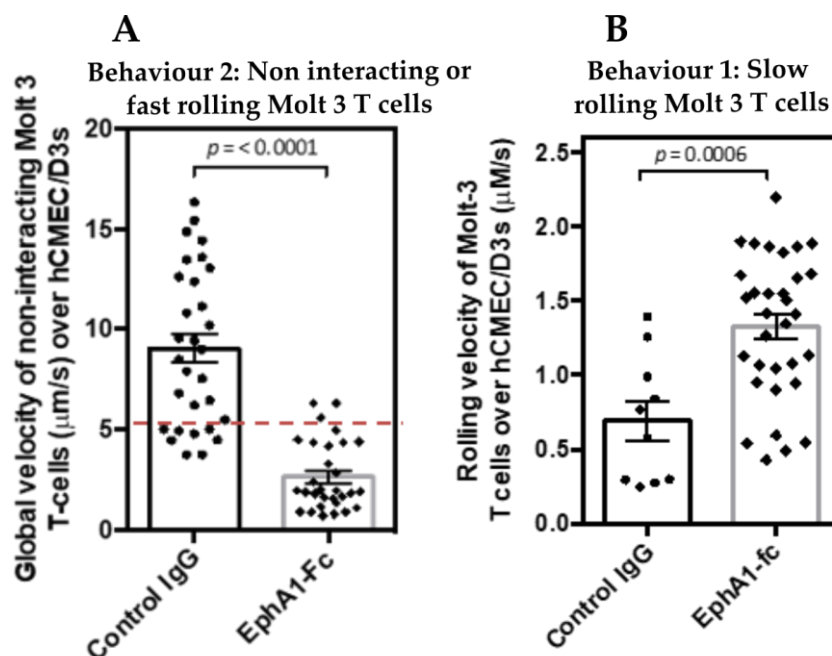 A
Behaviour 2: Non interacting or
fast rolling Molt 3 T cells
Global velocity of non-interacting Molt 3
T-cells (μm/s) over hCMEC/D3s
20
15
10
5
0
p = < 0.0001
Control IgG
EphA1-Fc
B
Behaviour 1: Slow
rolling Molt 3 T cells
Rolling velocity of Molt-3
T cells over hCMEC/D3s (μM/s)
2.5
2.0
1.5
1.0
0.5
0.0
p = 0.0006
Control IgG
EphA1-fc